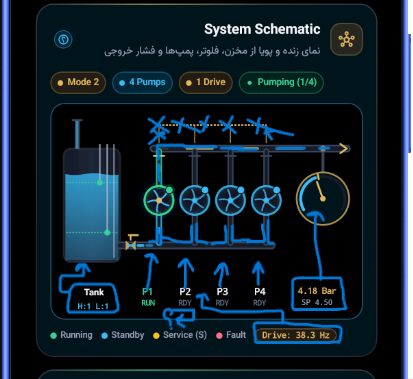 System Schematic
نمای زنده و پویا از مخزن، فلوتر، پمپ‌ها و فشار خروجی
Mode 2
4 Pumps
1 Drive
Pumping (1/4)
Tank
H:1 L:1
P1
RUN
P2
RDY
P3
RDY
P4
RDY
4.18 Bar
SP 4.50
Running
Standby
Service (S)
Fault
Drive: 38.3 Hz